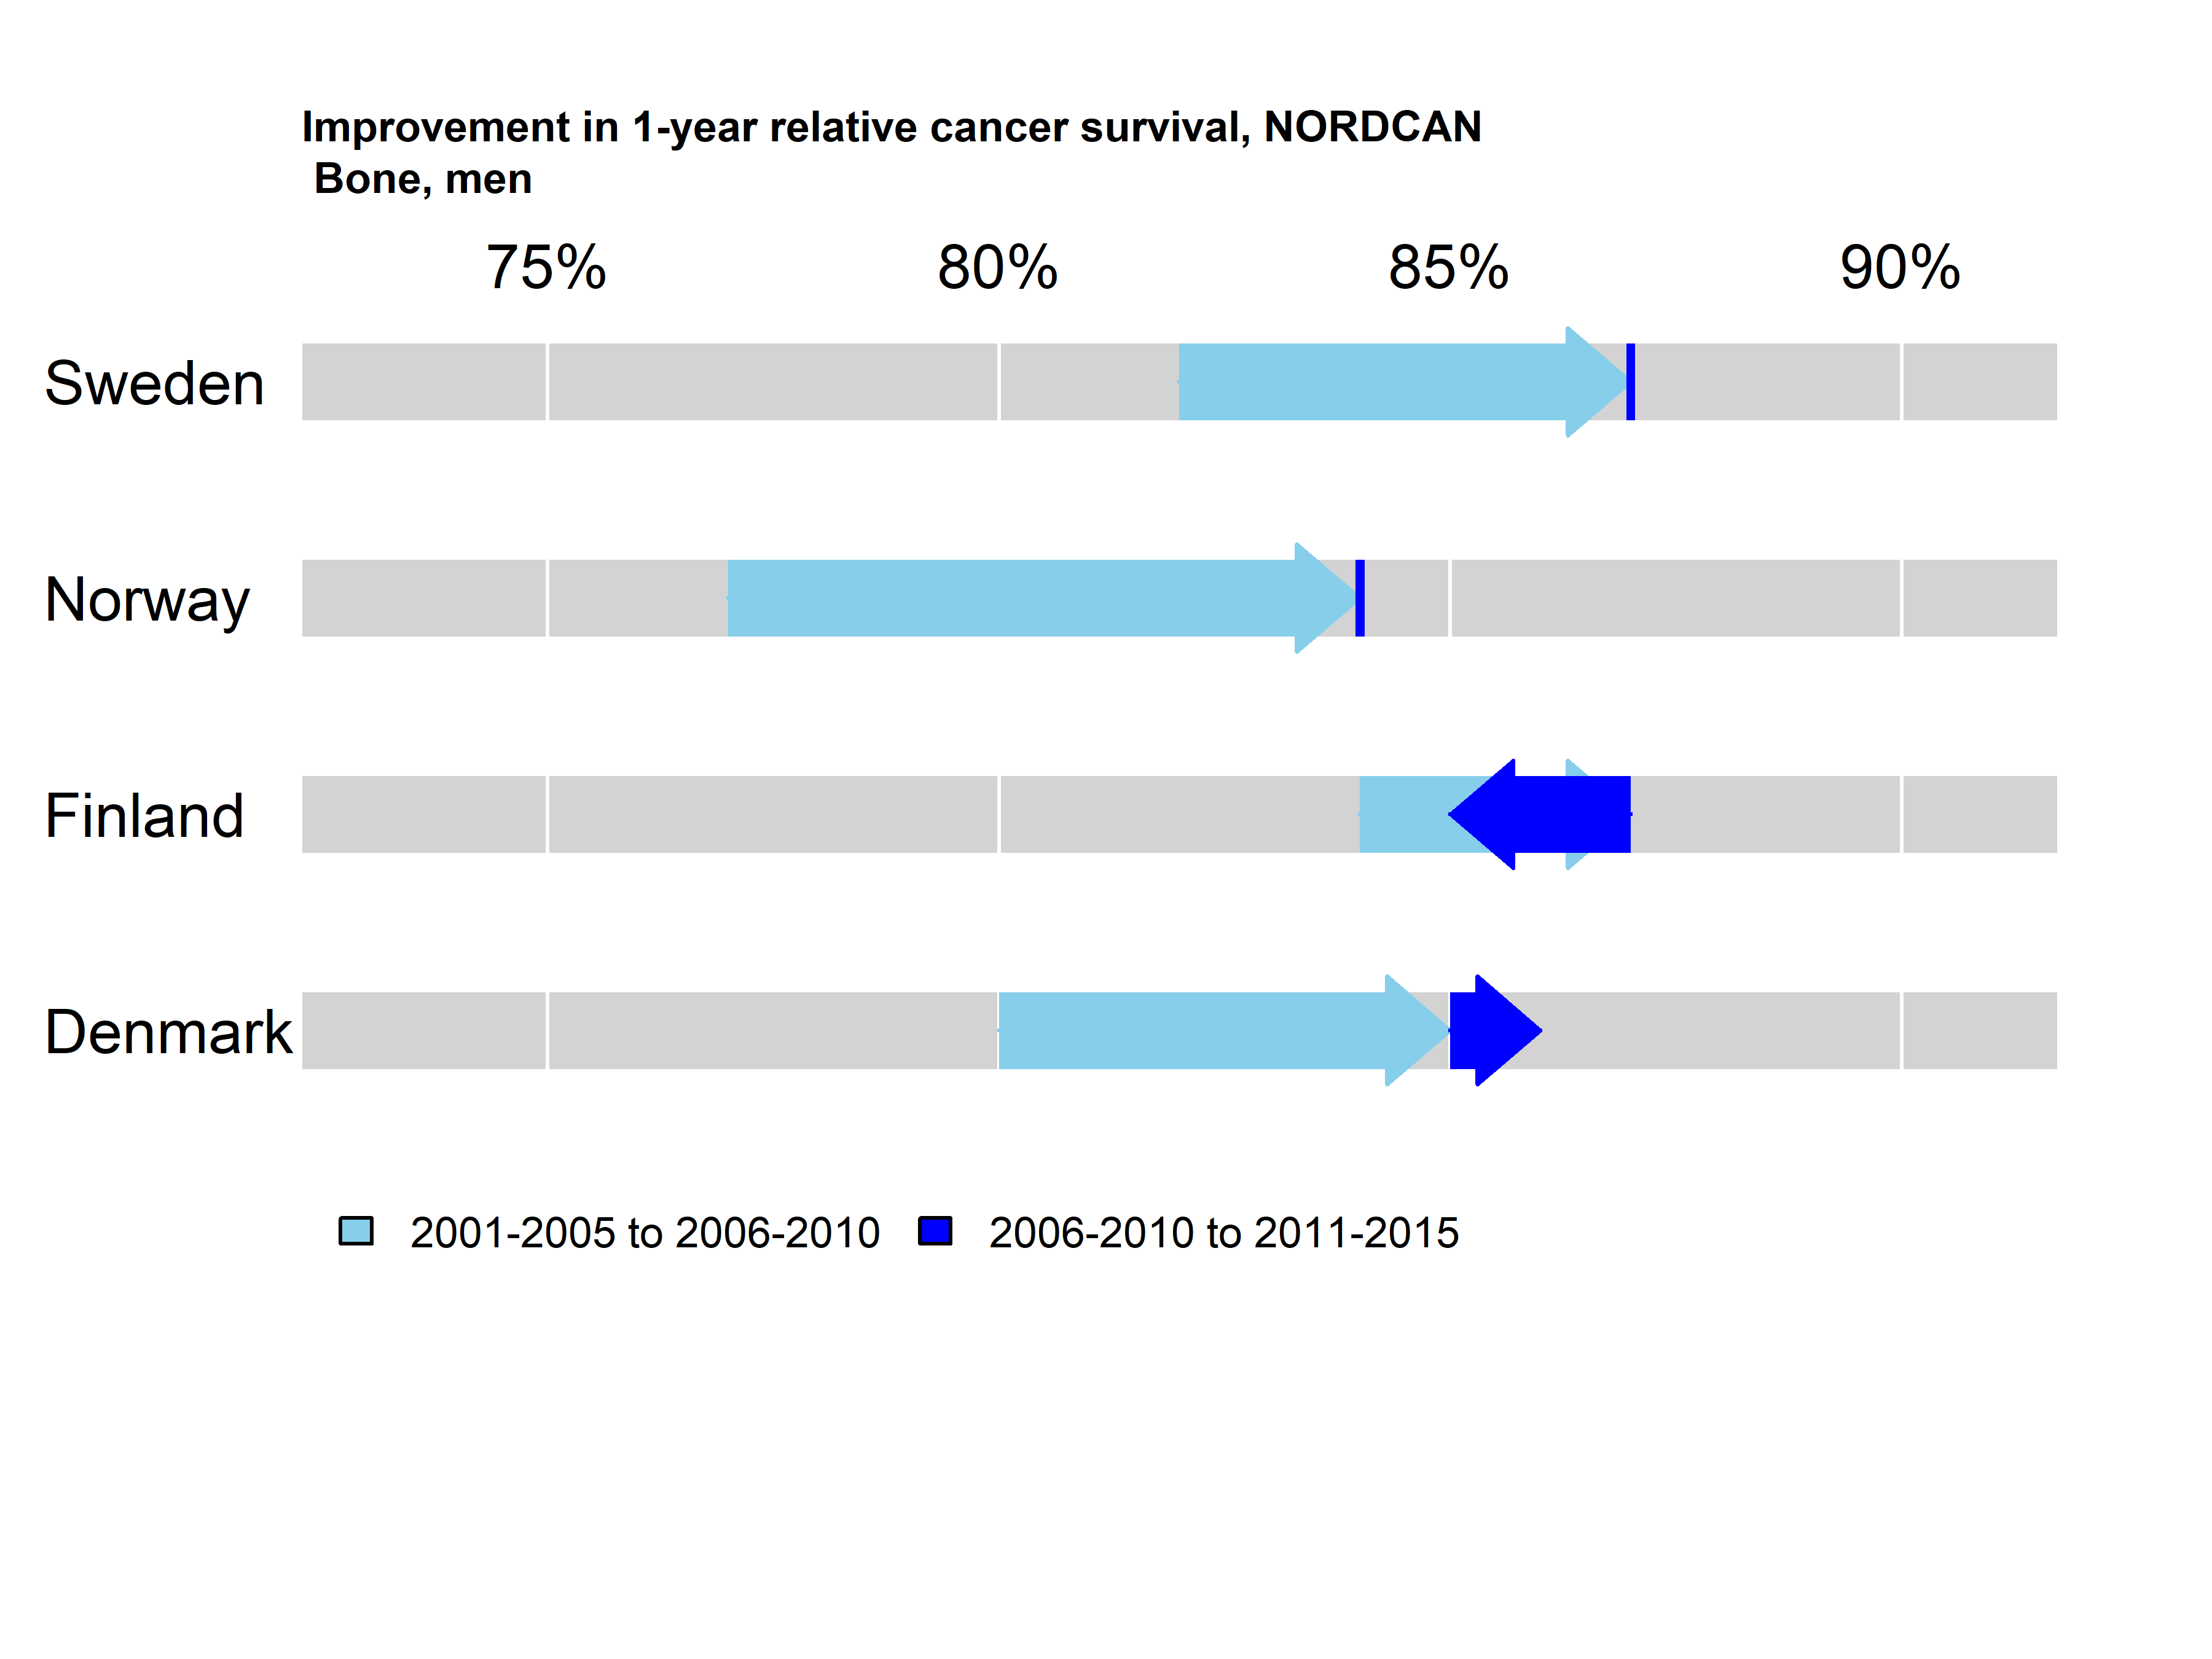 Improvement in 1-year relative cancer survival, NORDCAN
Bone, men
75% 80% 85% 90%
Sweden
Norway
Finland
Denmark
2001-2005 to 2006-2010 2006-2010 to 2011-2015